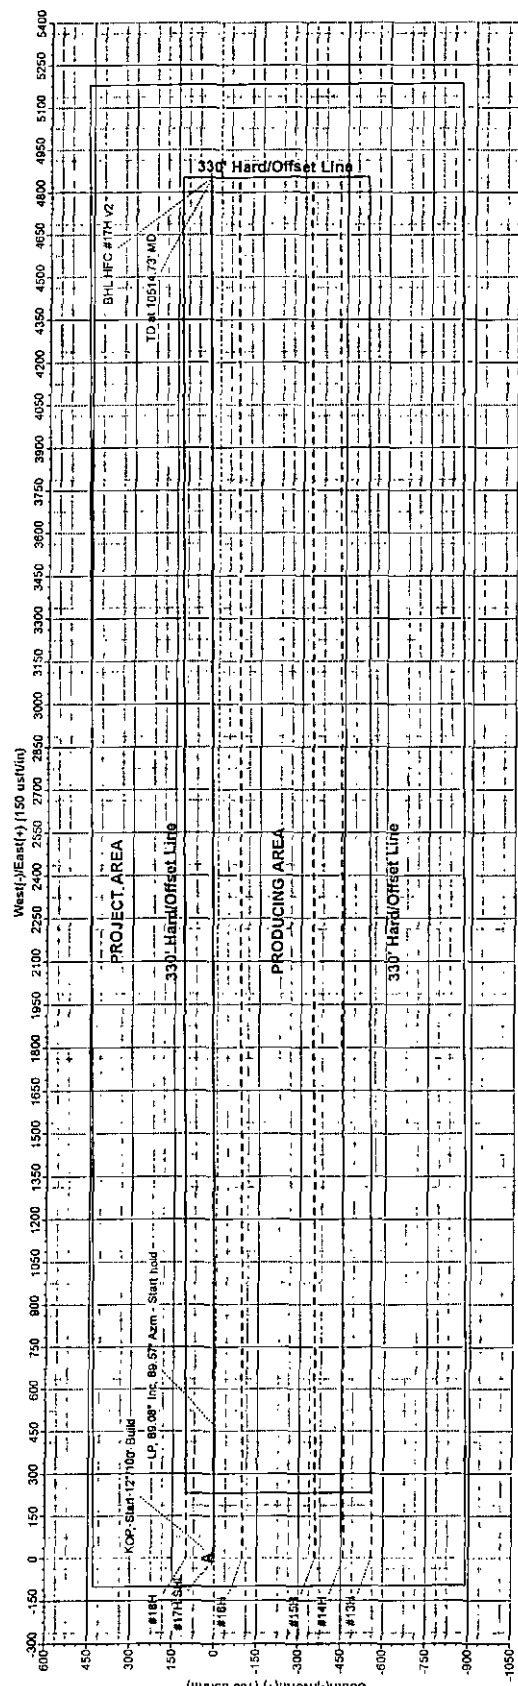 West(-)/East(+) (150 usft/in)
-300 -150 0 150 300 450 600 750 900 1050 1200 1350 1500 1650 1800 1950 2100 2250 2400 2550 2700 2850 3000 3150 3300 3450 3600 3750 3900 4050 4200 4350 4500 4650 4800 4950 5100 5250 5400
600
450
300
150
0
-150
-300
-450
-600
-750
-900
-1050
PROJECT AREA
330' Hard/Offset Line
PRODUCING AREA
330' Hard/Offset Line
330' Hard/Offset Line
BHL HFC #17H v2
TD at 10514.73' MD
KOP, Start 12°/100' Build
LP, 89.08° Inc, 89.57° Azm - Start hold
#18H
#17H SHL
#16H
#15H
#14H
#13H